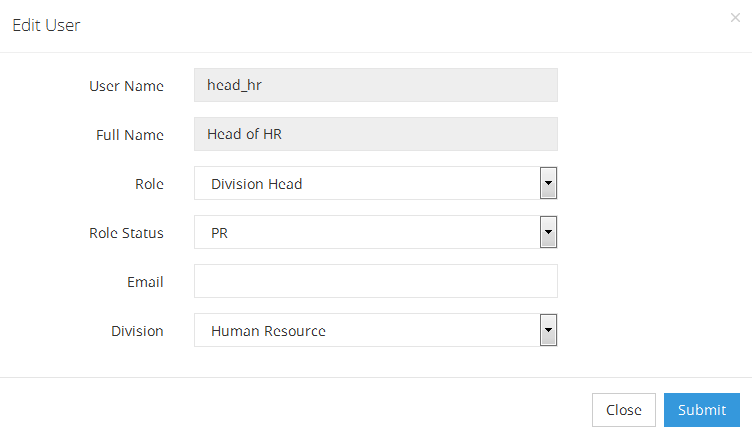 Edit User
×
User Name head_hr
Full Name Head of HR
Role Division Head
Role Status PR
Email
Division Human Resource
Close Submit